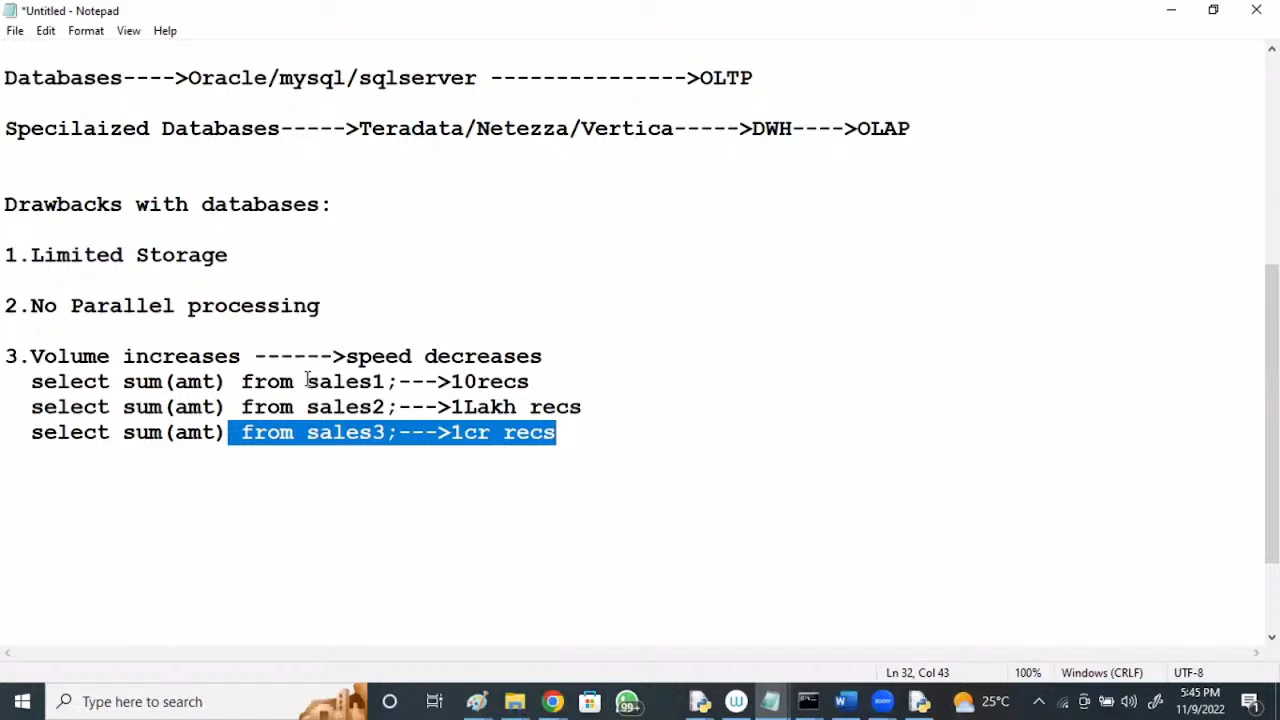 *Untitled - Notepad
File Edit Format View Help
Databases---->Oracle/mysql/sqlserver --------------->OLTP
Specilaized Databases----->Teradata/Netezza/Vertica----->DWH---->OLAP
Drawbacks with databases:
1.Limited Storage
2.No Parallel processing
3.Volume increases ------>speed decreases
select sum(amt) from sales1;--->10recs
select sum(amt) from sales2;--->1Lakh recs
select sum(amt) from sales3;--->1cr recs
Ln 32, Col 43 100% Windows (CRLF) UTF-8
Type here to search 99+ W zoom 25°C 5:45 PM
11/9/2022